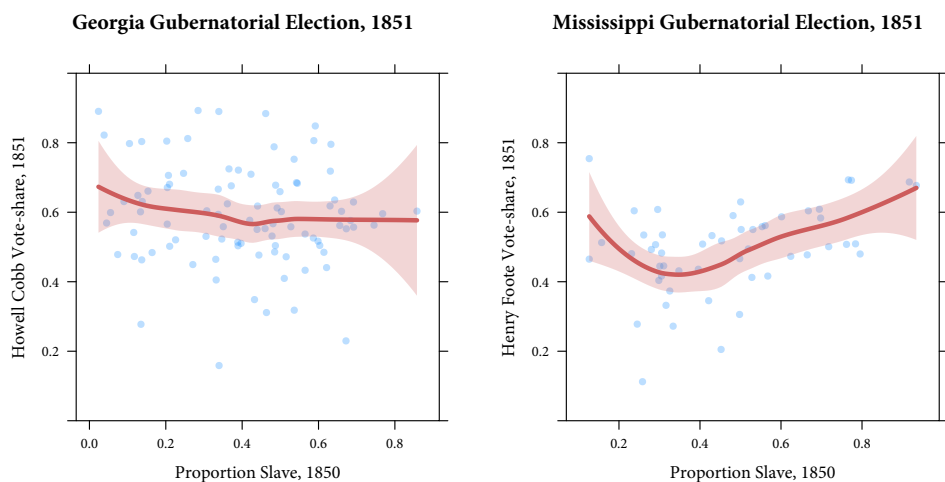 Georgia Gubernatorial Election, 1851
Howell Cobb Vote-share, 1851
0.8
0.6
0.4
0.2
0.0 0.2 0.4 0.6 0.8
Proportion Slave, 1850
Mississippi Gubernatorial Election, 1851
Henry Foote Vote-share, 1851
0.8
0.6
0.4
0.2
0.2 0.4 0.6 0.8
Proportion Slave, 1850